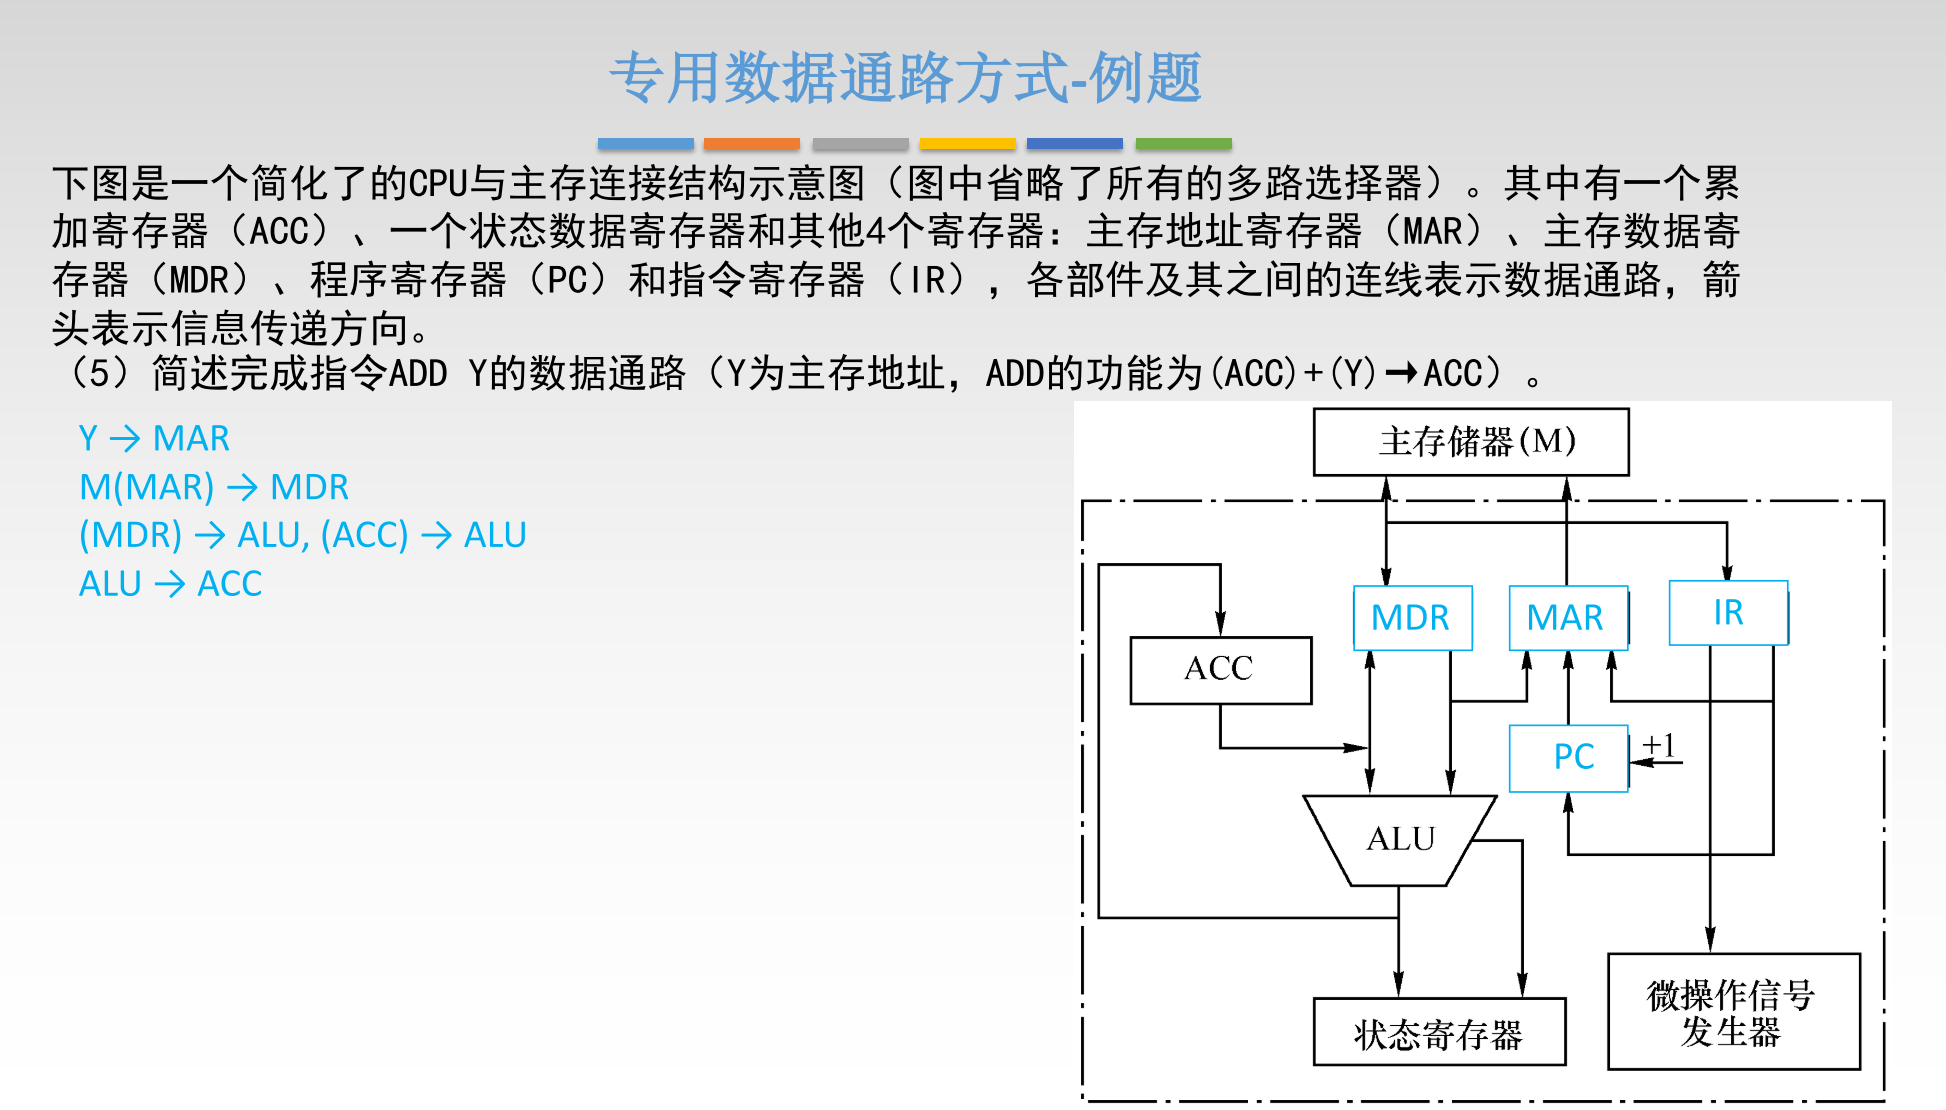 专用数据通路方式-例题
下图是一个简化了的CPU与主存连接结构示意图（图中省略了所有的多路选择器）。其中有一个累
加寄存器（ACC）、一个状态数据寄存器和其他4个寄存器：主存地址寄存器（MAR）、主存数据寄
存器（MDR）、程序寄存器（PC）和指令寄存器（IR），各部件及其之间的连线表示数据通路，箭
头表示信息传递方向。
（5）简述完成指令ADD Y的数据通路（Y为主存地址，ADD的功能为(ACC)+(Y)→ACC）。
Y → MAR
M(MAR) → MDR
(MDR) → ALU, (ACC) → ALU
ALU → ACC
主存储器(M)
MDR
MAR
IR
ACC
PC
+1
ALU
状态寄存器
微操作信号
发生器